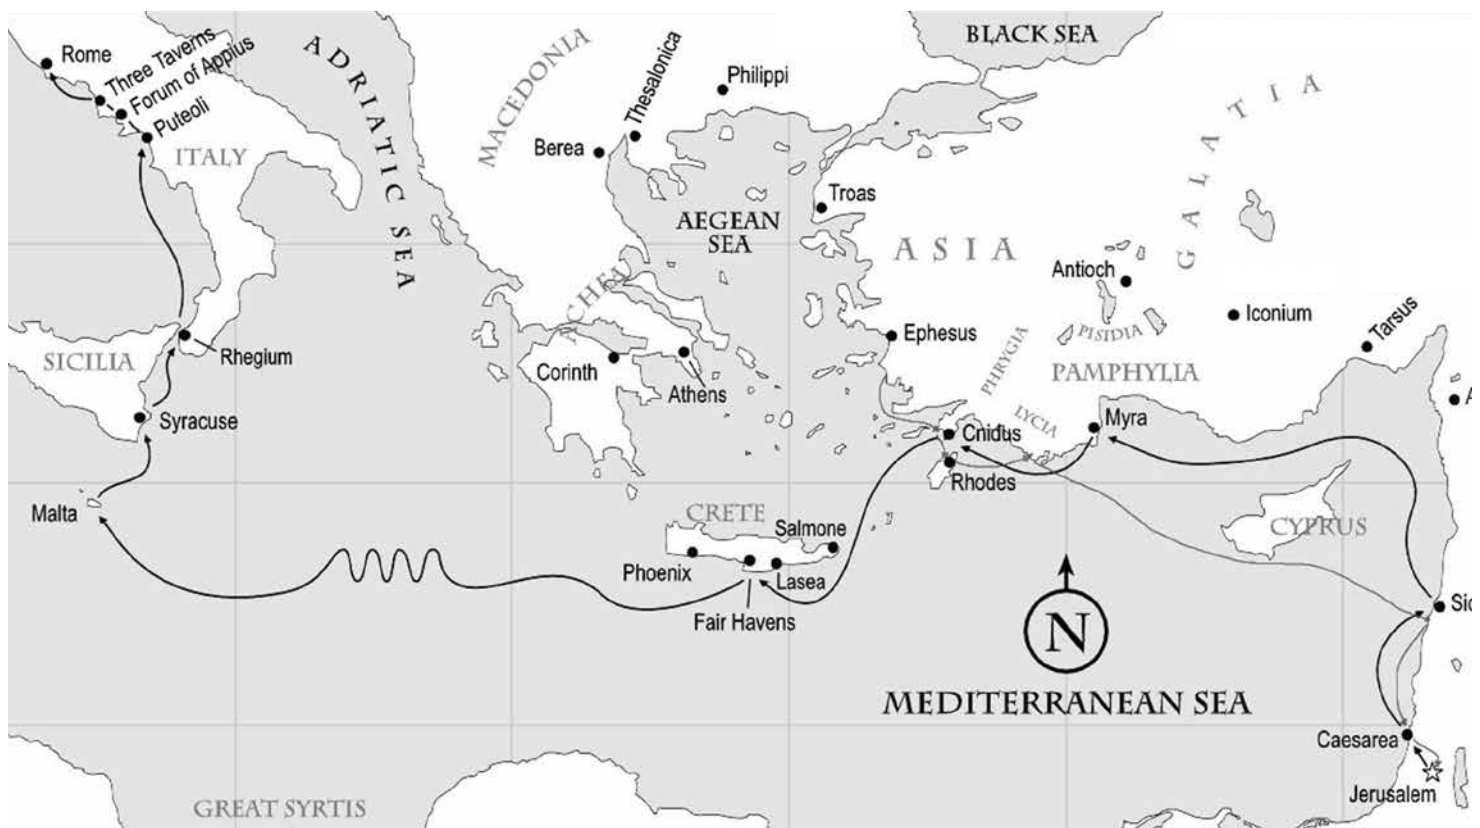 Rome
Three Taverns
Forum of Appius
Puteoli
ITALY
ADRIATIC SEA
MACEDONIA
Thesalonica
Philippi
Berea
BLACK SEA
GALATIA
Troas
AEGEAN
SEA
ASIA
Antioch
Iconium
Tarsus
PISIDIA
PHRYGIA
PAMPHYLIA
LYCIA
Ephesus
ACHEA
Corinth
Athens
SICILIA
Rhegium
Syracuse
Malta
Cnidus
Myra
Rhodes
A
CRETE
Salmone
Phoenix
Lasea
Fair Havens
CYPRUS
Sid
N
MEDITERRANEAN SEA
Caesarea
Jerusalem
GREAT SYRTIS